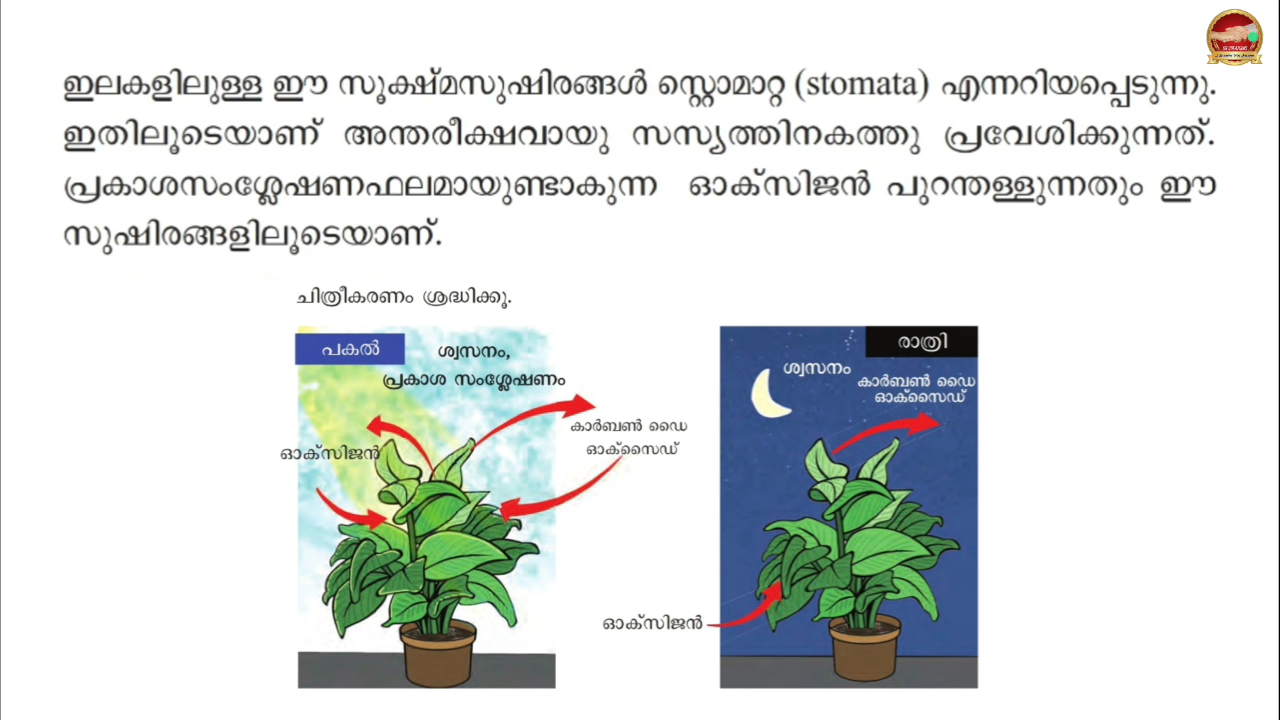 ഇലകളിലുള്ള ഈ സൂക്ഷ്മസുഷിരങ്ങൾ സ്റ്റൊമാറ്റ (stomata) എന്നറിയപ്പെടുന്നു.
ഇതിലൂടെയാണ് അന്തരീക്ഷവായു സസ്യത്തിനകത്തു പ്രവേശിക്കുന്നത്.
പ്രകാശസംശ്ലേഷണഫലമായുണ്ടാകുന്ന ഓക്സിജൻ പുറന്തള്ളുന്നതും ഈ
സുഷിരങ്ങളിലൂടെയാണ്.
ചിത്രീകരണം ശ്രദ്ധിക്കൂ.
പകൽ
ശ്വസനം,
പ്രകാശ സംശ്ലേഷണം
കാർബൺ ഡൈ
ഓക്സൈഡ്
ഓക്സിജൻ
രാത്രി
ശ്വസനം
കാർബൺ ഡൈ
ഓക്സൈഡ്
ഓക്സിജൻ